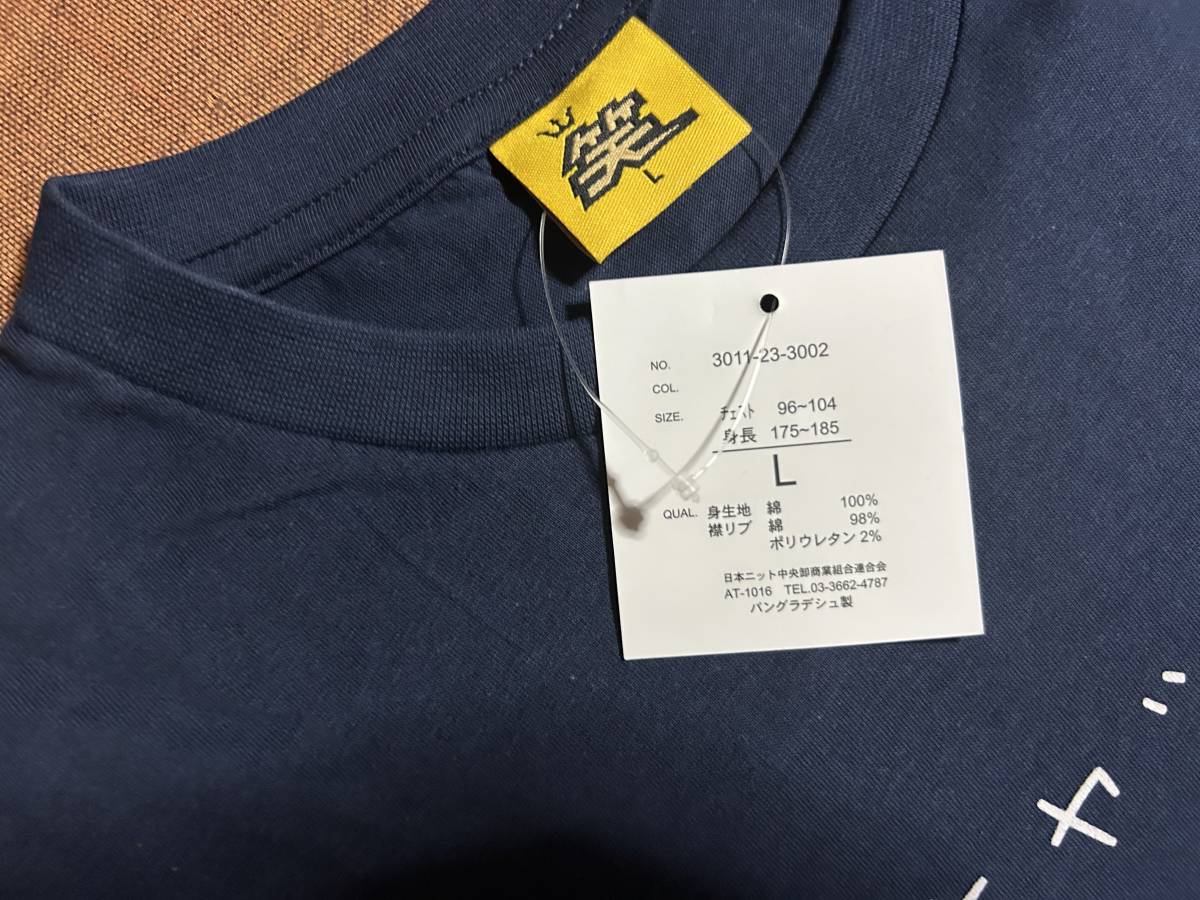 笑
L
NO. 3011-23-3002
COL.
SIZE. チェスト 96~104
身長 175~185
L
QUAL. 身生地 綿 100%
襟リブ 綿 98%
ポリウレタン 2%
日本ニット中央卸商業組合連合会
AT-1016 TEL.03-3662-4787
バングラデシュ製